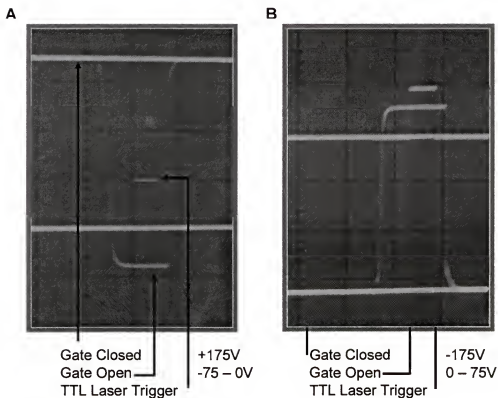 A
B
Gate Closed +175V
Gate Open -75 – 0V
TTL Laser Trigger
Gate Closed -175V
Gate Open 0 – 75V
TTL Laser Trigger